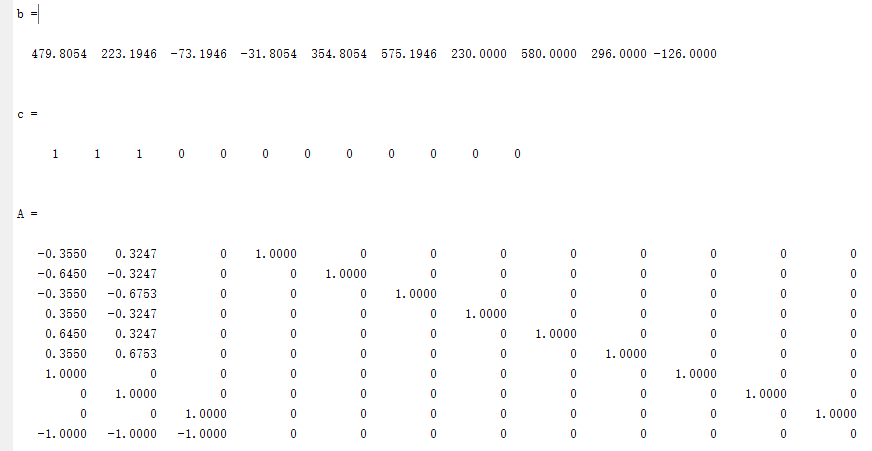 b =
479.8054 223.1946 -73.1946 -31.8054 354.8054 575.1946 230.0000 580.0000 296.0000 -126.0000
c =
1 1 1 0 0 0 0 0 0 0 0 0
A =
-0.3550 0.3247 0 1.0000 0 0 0 0 0 0 0 0
-0.6450 -0.3247 0 0 1.0000 0 0 0 0 0 0 0
-0.3550 -0.6753 0 0 0 1.0000 0 0 0 0 0 0
0.3550 -0.3247 0 0 0 0 1.0000 0 0 0 0 0
0.6450 0.3247 0 0 0 0 0 1.0000 0 0 0 0
0.3550 0.6753 0 0 0 0 0 0 1.0000 0 0 0
1.0000 0 0 0 0 0 0 0 0 1.0000 0 0
0 1.0000 0 0 0 0 0 0 0 0 1.0000 0
0 0 1.0000 0 0 0 0 0 0 0 0 1.0000
-1.0000 -1.0000 -1.0000 0 0 0 0 0 0 0 0 0